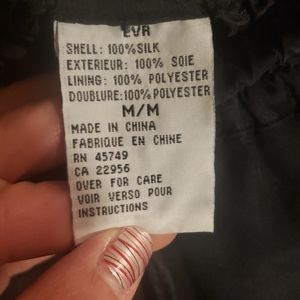 EVR
SHELL: 100%SILK
EXTERIEUR: 100% SOIE
LINING: 100% POLYESTER
DOUBLURE:100%POLYESTER
M/M
MADE IN CHINA
FABRIQUE EN CHINE
RN 45749
CA 22956
OVER FOR CARE
VOIR VERSO POUR
INSTRUCTIONS